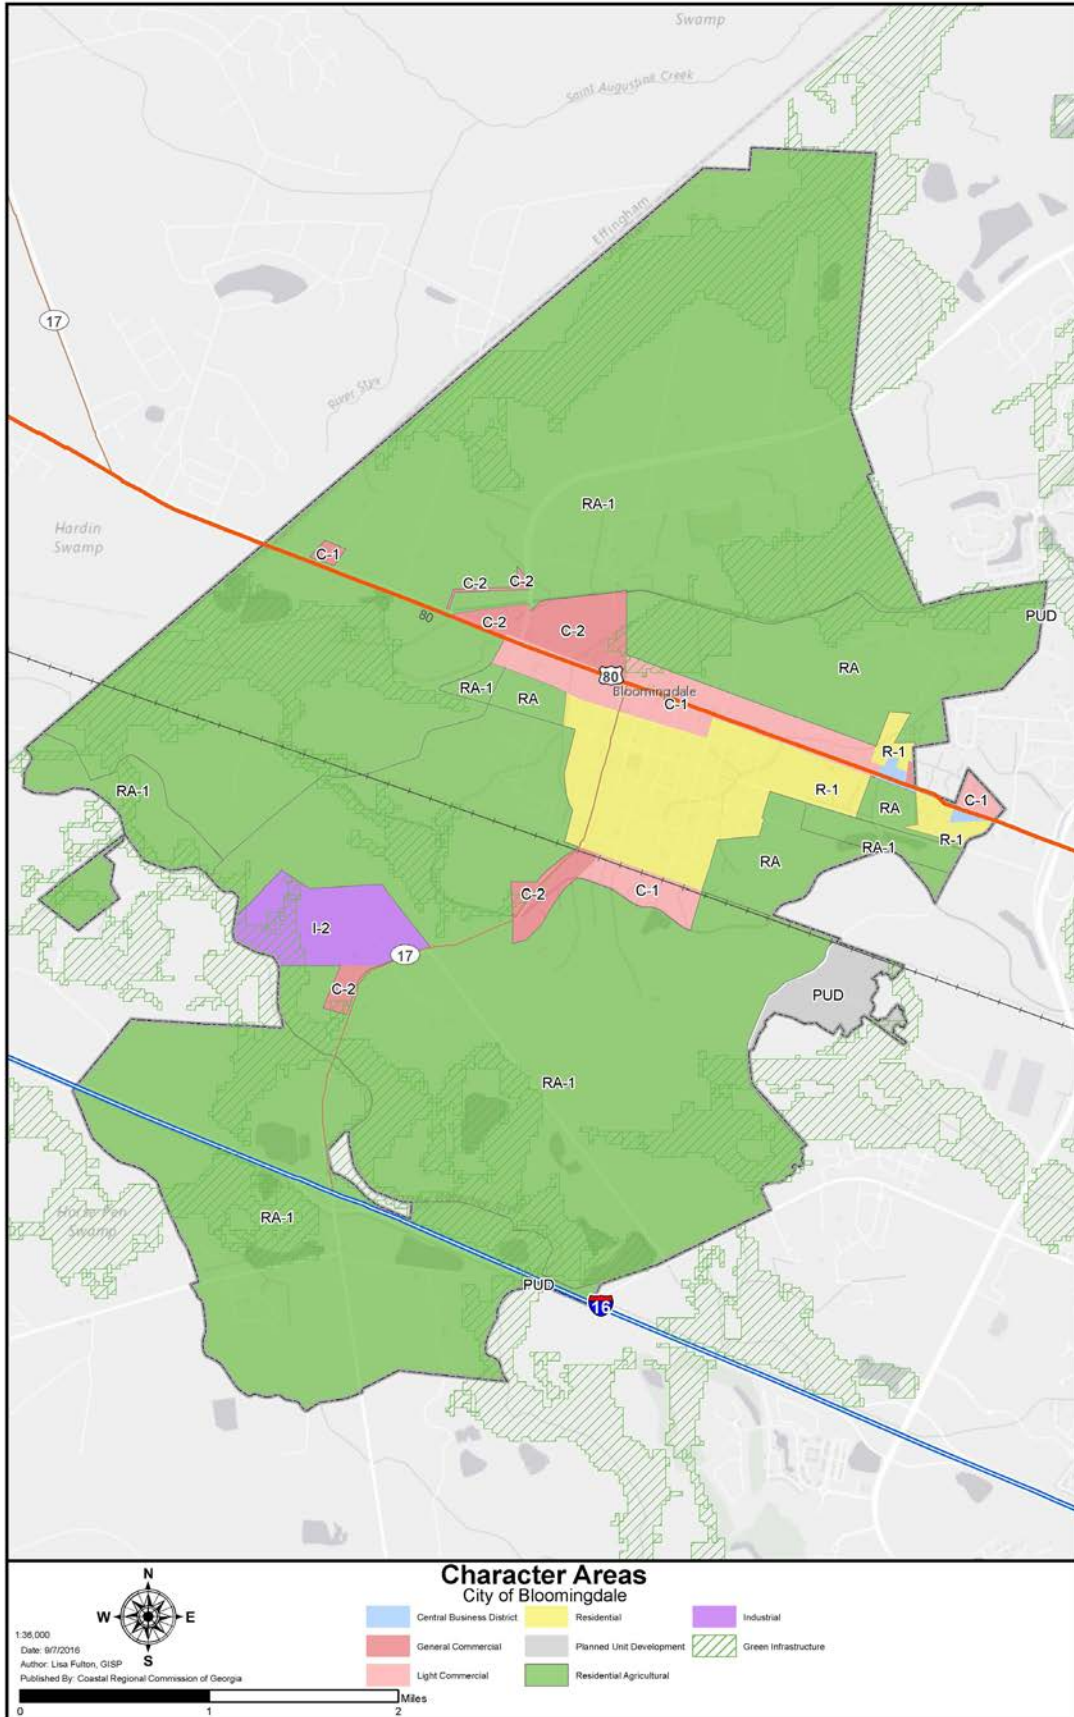 Swamp
Saint Augustine Creek
Effingham
17
River Styx
Hardin
Swamp
RA-1
C-1
C-2
C-2
80
C-2
C-2
PUD
RA
RA-1
RA
80
Bloomingdale
C-1
R-1
RA-1
R-1
RA
C-1
RA
RA-1
R-1
C-2
C-1
I-2
17
C-2
PUD
RA-1
Horse Pen
Swamp
RA-1
PUD
16
Character Areas
City of Bloomingdale
N
W
E
S
1:36,000
Date: 9/7/2016
Author: Lisa Fulton, GISP
Published By: Coastal Regional Commission of Georgia
0
1
2
Miles
Central Business District
General Commercial
Light Commercial
Residential
Planned Unit Development
Residential Agricultural
Industrial
Green Infrastructure